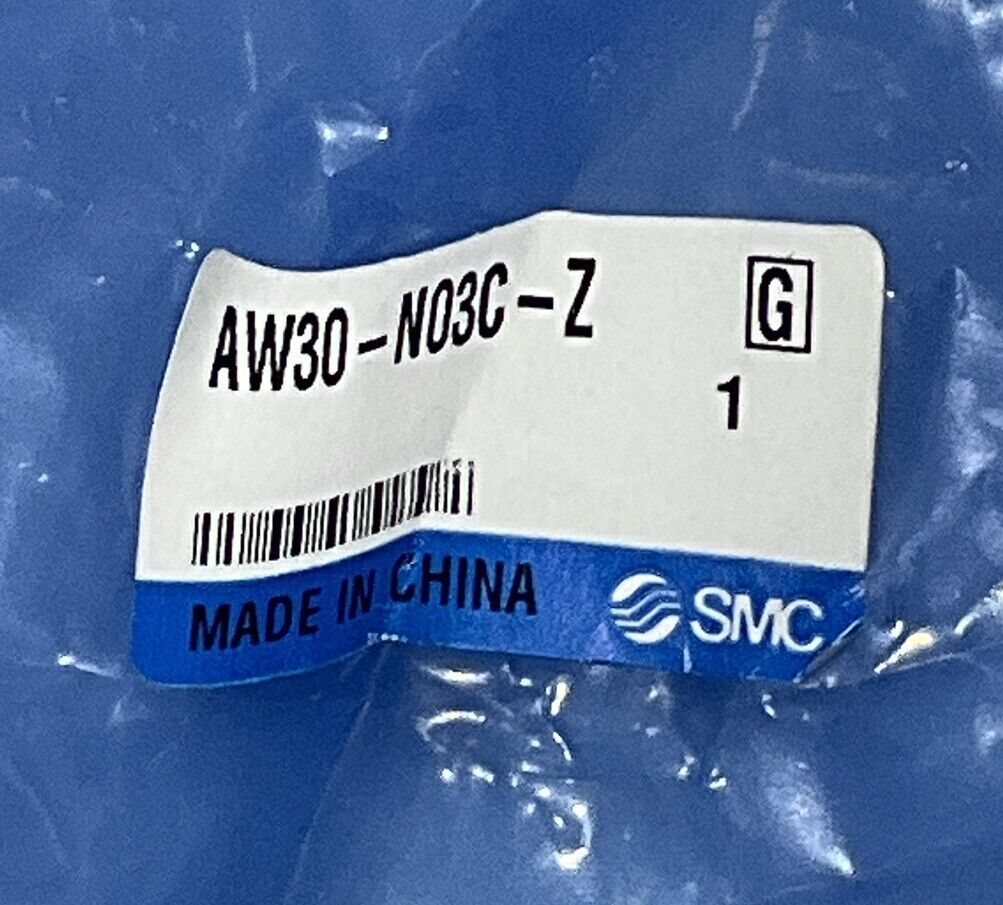 AW30-N03C-Z G
1
MADE IN CHINA SMC